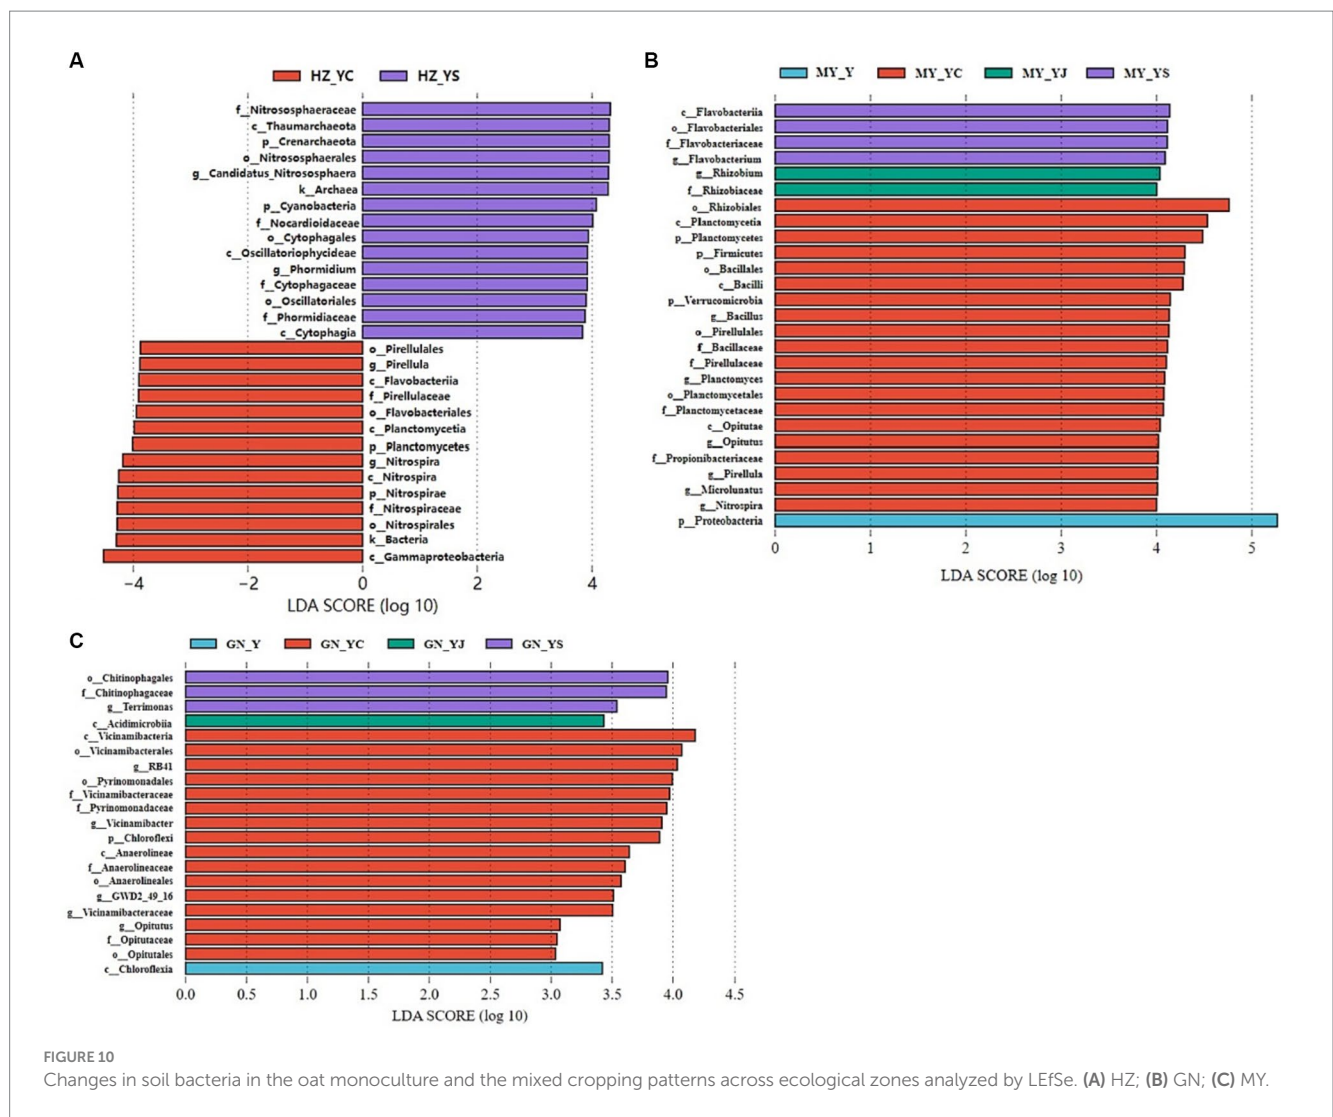 A
HZ_YC HZ_YS
f__Nitrososphaeraceae
c__Thaumarchaeota
p__Crenarchaeota
o__Nitrososphaerales
g__Candidatus_Nitrososphaera
k__Archaea
p__Cyanobacteria
f__Nocardioidaceae
o__Cytophagales
c__Oscillatoriophycideae
g__Phormidium
f__Cytophagaceae
o__Oscillatoriales
f__Phormidiaceae
c__Cytophagia
o__Pirellulales
g__Pirellula
c__Flavobacteriia
f__Pirellulaceae
o__Flavobacteriales
c__Planctomycetia
p__Planctomycetes
g__Nitrospira
c__Nitrospira
p__Nitrospirae
f__Nitrospiraceae
o__Nitrospirales
k__Bacteria
c__Gammaproteobacteria
−4 −2 0 2 4
LDA SCORE (log 10)
B
MY_Y MY_YC MY_YJ MY_YS
c__Flavobacteriia
o__Flavobacteriales
f__Flavobacteriaceae
g__Flavobacterium
g__Rhizobium
f__Rhizobiaceae
o__Rhizobiales
c__Planctomycetia
p__Planctomycetes
p__Firmicutes
o__Bacillales
c__Bacilli
p__Verrucomicrobia
g__Bacillus
o__Pirellulales
f__Bacillaceae
f__Pirellulaceae
g__Planctomyces
o__Planctomycetales
f__Planctomycetaceae
c__Opitutae
g__Opitutus
f__Propionibacteriaceae
g__Pirellula
g__Microlunatus
g__Nitrospira
p__Proteobacteria
0 1 2 3 4 5
LDA SCORE (log 10)
C
GN_Y GN_YC GN_YJ GN_YS
o__Chitinophagales
f__Chitinophagaceae
g__Terrimonas
c__Acidimicrobiia
c__Vicinamibacteria
o__Vicinamibacterales
g__RB41
o__Pyrinomonadales
f__Vicinamibacteraceae
f__Pyrinomonadaceae
g__Vicinamibacter
p__Chloroflexi
c__Anaerolineae
f__Anaerolineaceae
o__Anaerolineales
g__GWD2_49_16
g__Vicinamibacteraceae
g__Opitutus
f__Opitutaceae
o__Opitutales
c__Chloroflexia
0.0 0.5 1.0 1.5 2.0 2.5 3.0 3.5 4.0 4.5
LDA SCORE (log 10)
FIGURE 10
Changes in soil bacteria in the oat monoculture and the mixed cropping patterns across ecological zones analyzed by LEfSe. (A) HZ; (B) GN; (C) MY.